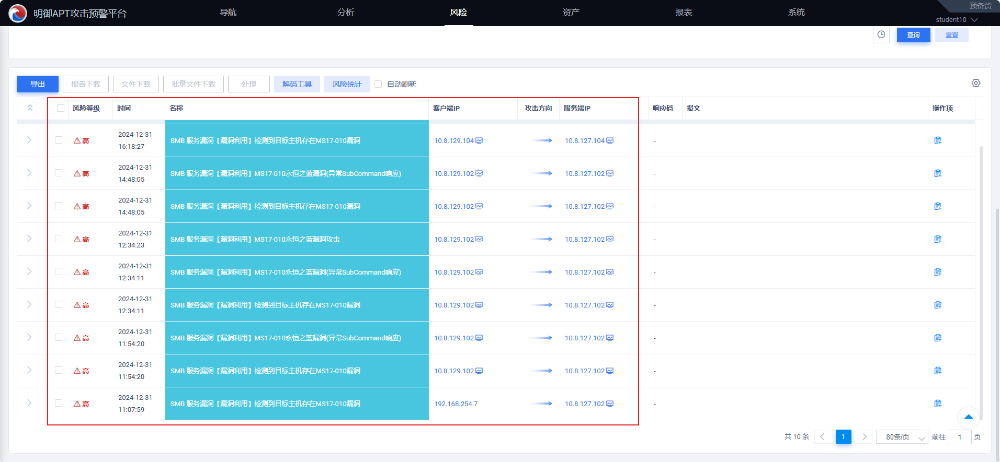 明御APT攻击预警平台
导航
分析
风险
资产
报表
系统
预备货
student10
查询
重置
导出
报告下载
文件下载
批量文件下载
处理
解码工具
风险统计
自动刷新
风险等级 时间 名称 客户端IP 攻击方向 服务端IP 响应码 报文 操作项
高 2024-12-31 16:18:27 SMB 服务漏洞【漏洞利用】检测到目标主机存在MS17-010漏洞 10.8.129.104 10.8.127.104 -
高 2024-12-31 14:48:05 SMB 服务漏洞【漏洞利用】MS17-010永恒之蓝漏洞(异常SubCommand响应) 10.8.129.102 10.8.127.102 -
高 2024-12-31 14:48:05 SMB 服务漏洞【漏洞利用】检测到目标主机存在MS17-010漏洞 10.8.129.102 10.8.127.102 -
高 2024-12-31 12:34:23 SMB 服务漏洞【漏洞利用】MS17-010永恒之蓝漏洞攻击 10.8.129.102 10.8.127.102 -
高 2024-12-31 12:34:11 SMB 服务漏洞【漏洞利用】MS17-010永恒之蓝漏洞(异常SubCommand响应) 10.8.129.102 10.8.127.102 -
高 2024-12-31 12:34:11 SMB 服务漏洞【漏洞利用】检测到目标主机存在MS17-010漏洞 10.8.129.102 10.8.127.102 -
高 2024-12-31 11:54:20 SMB 服务漏洞【漏洞利用】MS17-010永恒之蓝漏洞(异常SubCommand响应) 10.8.129.102 10.8.127.102 -
高 2024-12-31 11:54:20 SMB 服务漏洞【漏洞利用】检测到目标主机存在MS17-010漏洞 10.8.129.102 10.8.127.102 -
高 2024-12-31 11:07:59 SMB 服务漏洞【漏洞利用】检测到目标主机存在MS17-010漏洞 192.168.254.7 10.8.127.102 -
共 10 条 1 80条/页 前往 1 页